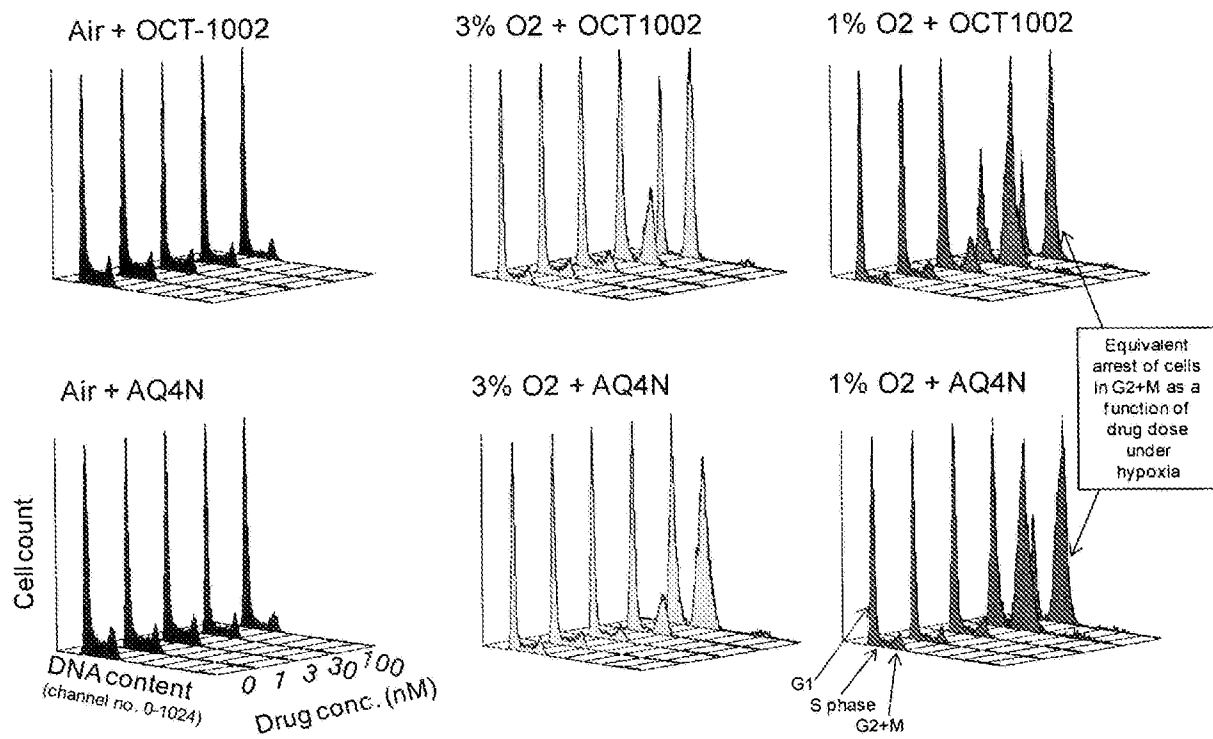 Air + OCT-1002
3% O2 + OCT1002
1% O2 + OCT1002
Equivalent
arrest of cells
in G2+M as a
function of
drug dose
under
hypoxia
Air + AQ4N
3% O2 + AQ4N
1% O2 + AQ4N
Cell count
DNA content
(channel no. 0-1024)
0 1 3 30 100
Drug conc. (nM)
G1
S phase
G2+M